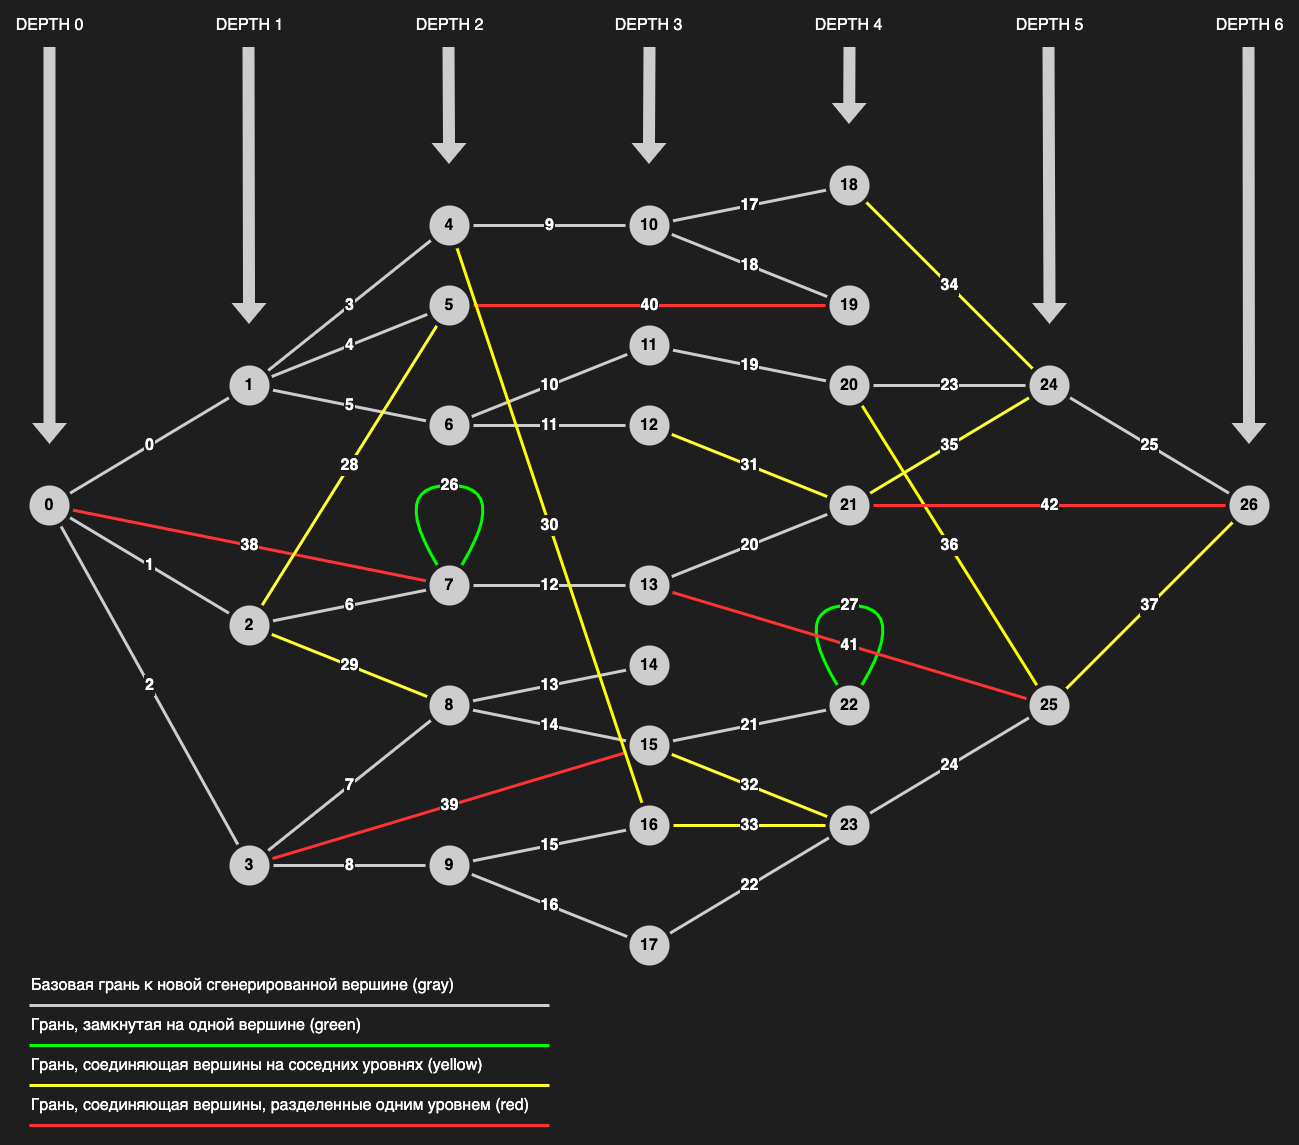 DEPTH 0 DEPTH 1 DEPTH 2 DEPTH 3 DEPTH 4 DEPTH 5 DEPTH 6
18
17
4 9 10
18 34
3
5 40 19
4 11
19
1 10 20 23 24
5
6 11 12
0 35 25
28 31
26
0 21 42 26
30
38 20 36
1
7 12 13
6 27 37
2
41
29 14
2 13
8 22 25
14 21
15
24
7 32
39
16 33 23
15
3 8 9
22
16
17
Базовая грань к новой сгенерированной вершине (gray)
Грань, замкнутая на одной вершине (green)
Грань, соединяющая вершины на соседних уровнях (yellow)
Грань, соединяющая вершины, разделенные одним уровнем (red)